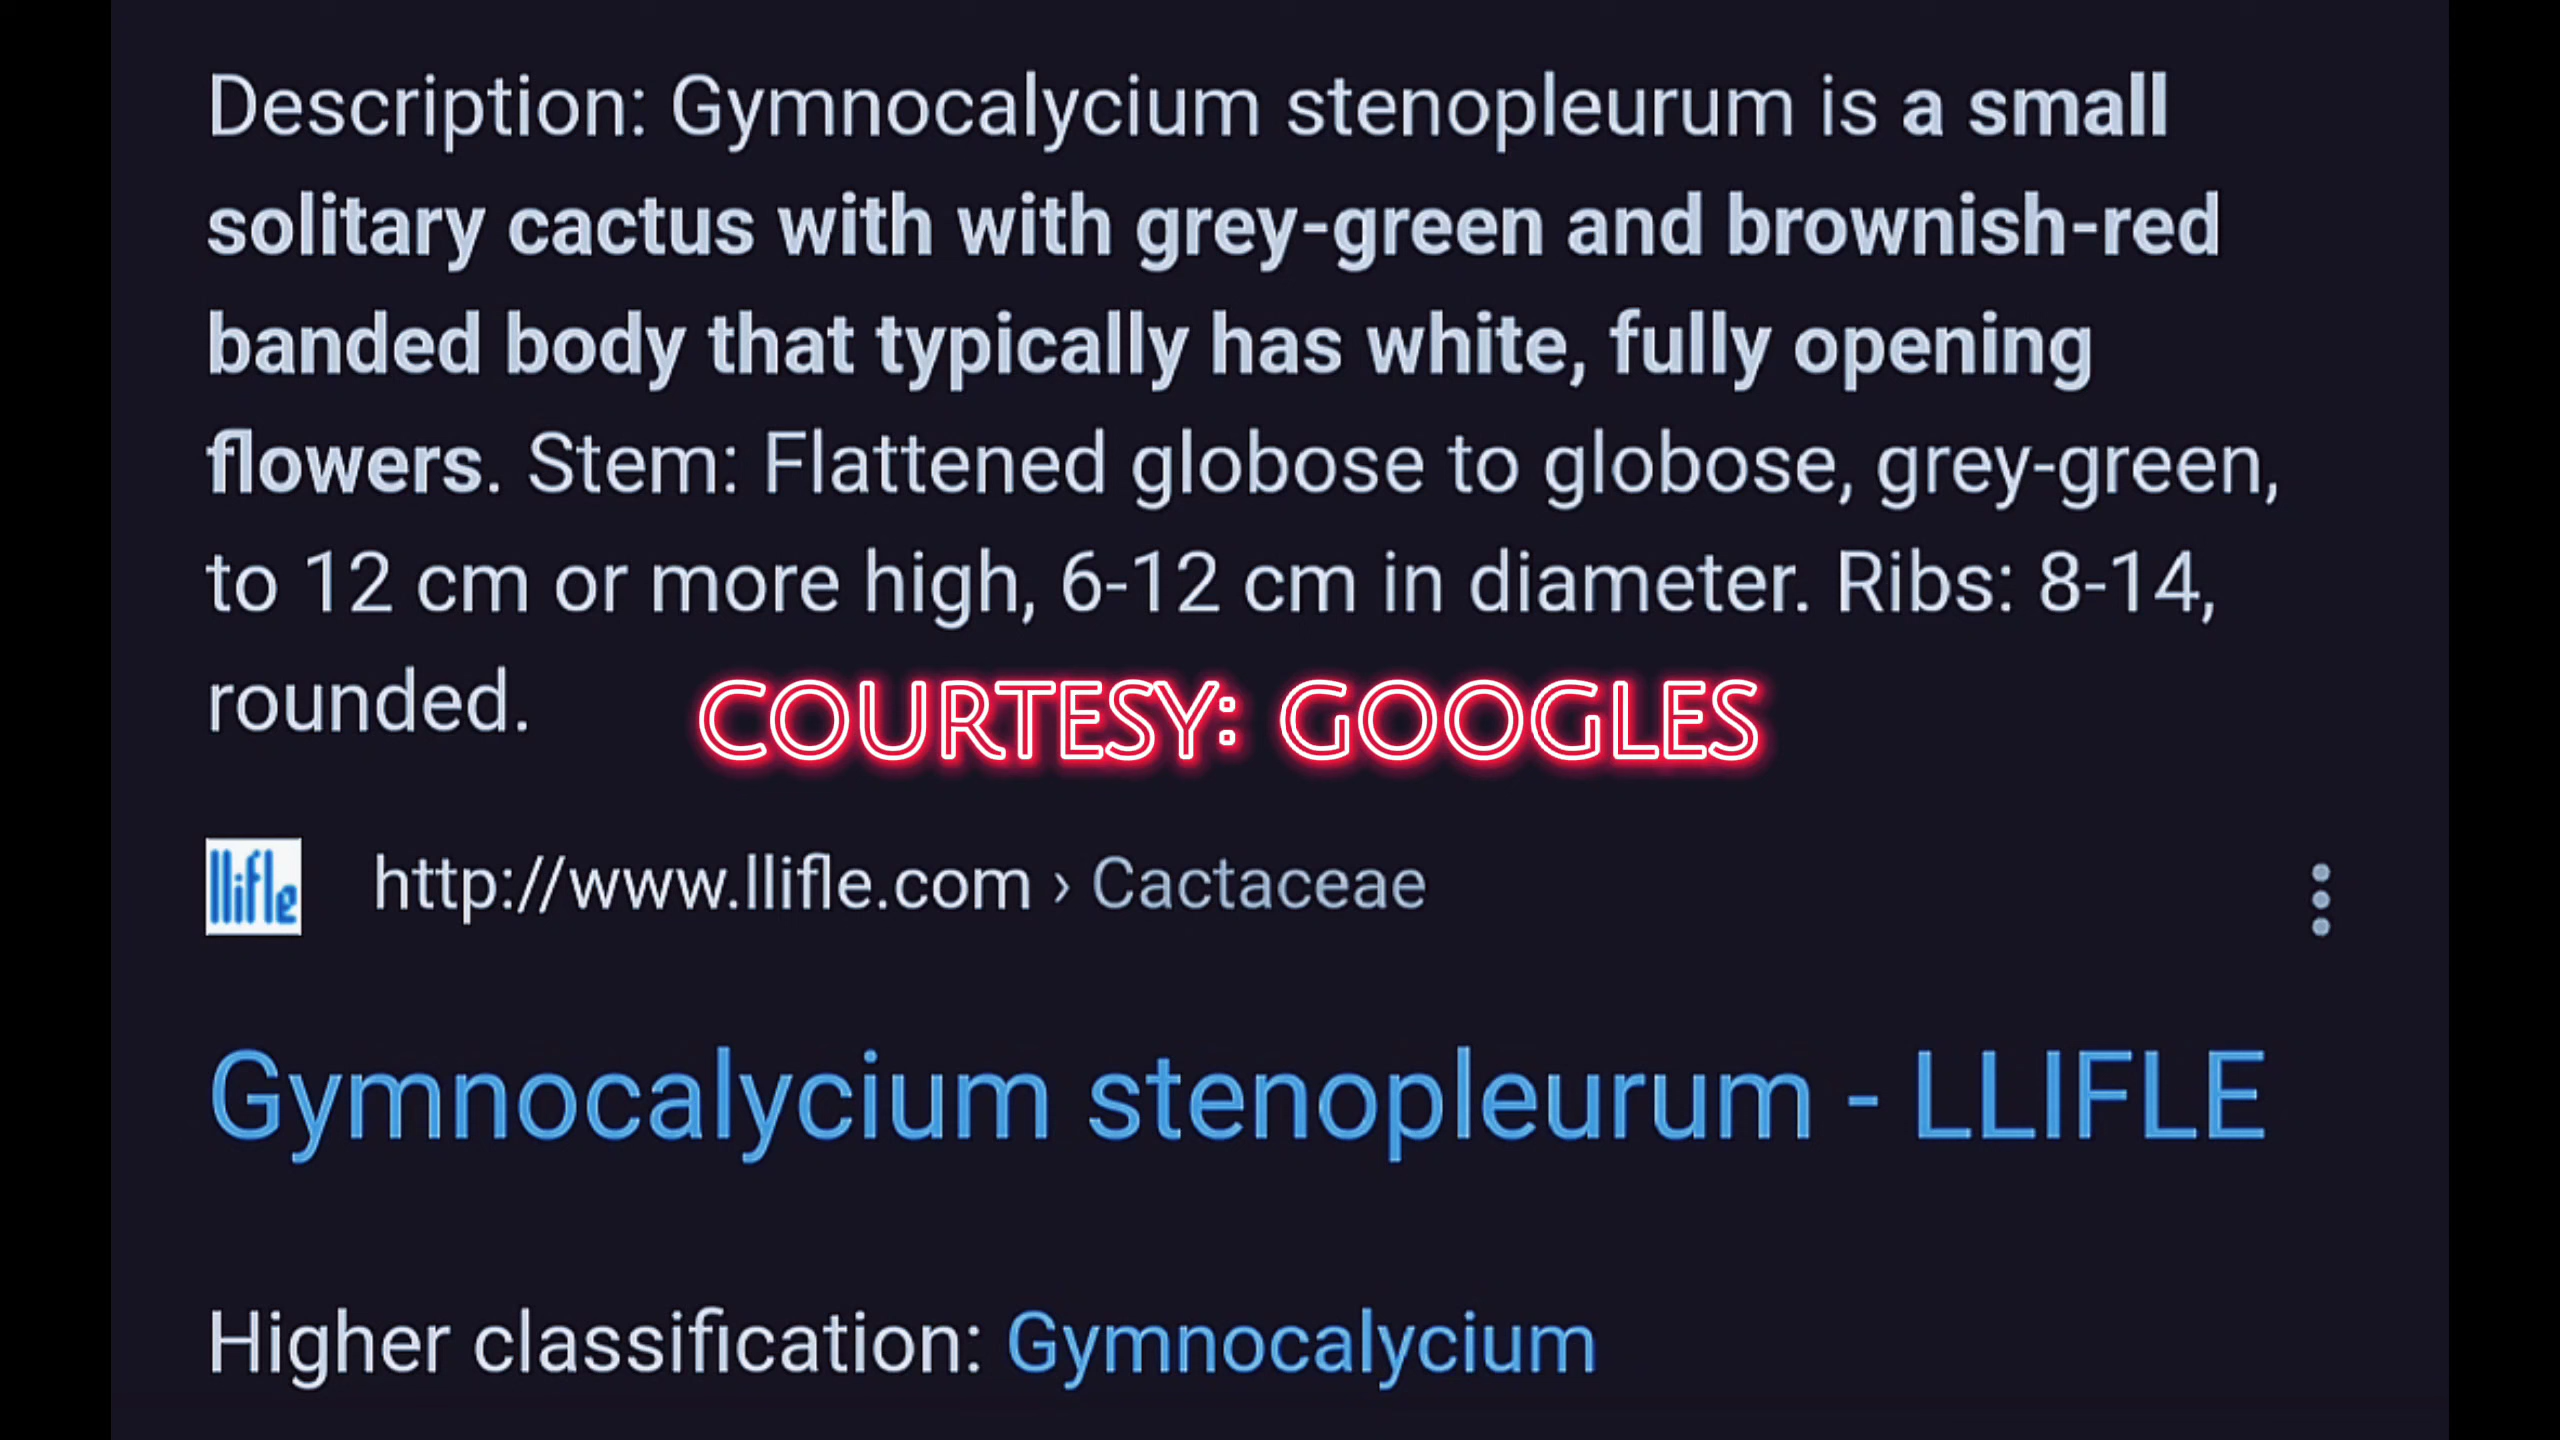 Description: Gymnocalycium stenopleurum is a small
solitary cactus with with grey-green and brownish-red
banded body that typically has white, fully opening
flowers. Stem: Flattened globose to globose, grey-green,
to 12 cm or more high, 6-12 cm in diameter. Ribs: 8-14,
rounded.
COURTESY: GOOGLES
llifle
http://www.llifle.com › Cactaceae
Gymnocalycium stenopleurum - LLIFLE
Higher classification: Gymnocalycium